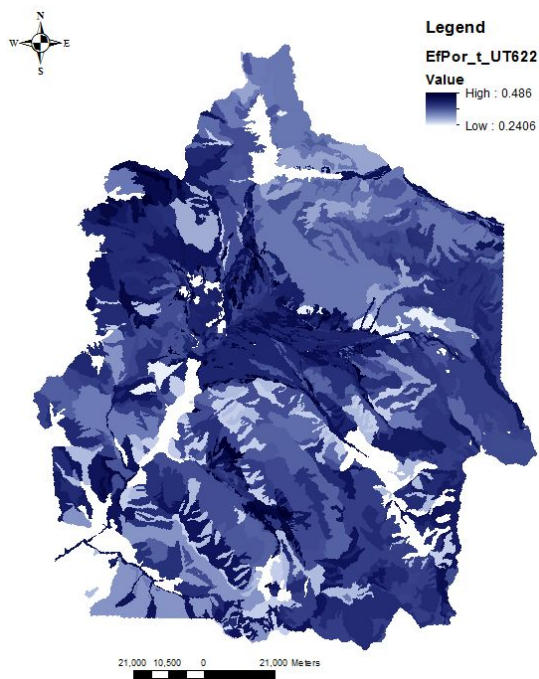 N
W E
S
Legend
EfPor_t_UT622
Value
High : 0.486
Low : 0.2406
21,000 10,500 0 21,000 Meters